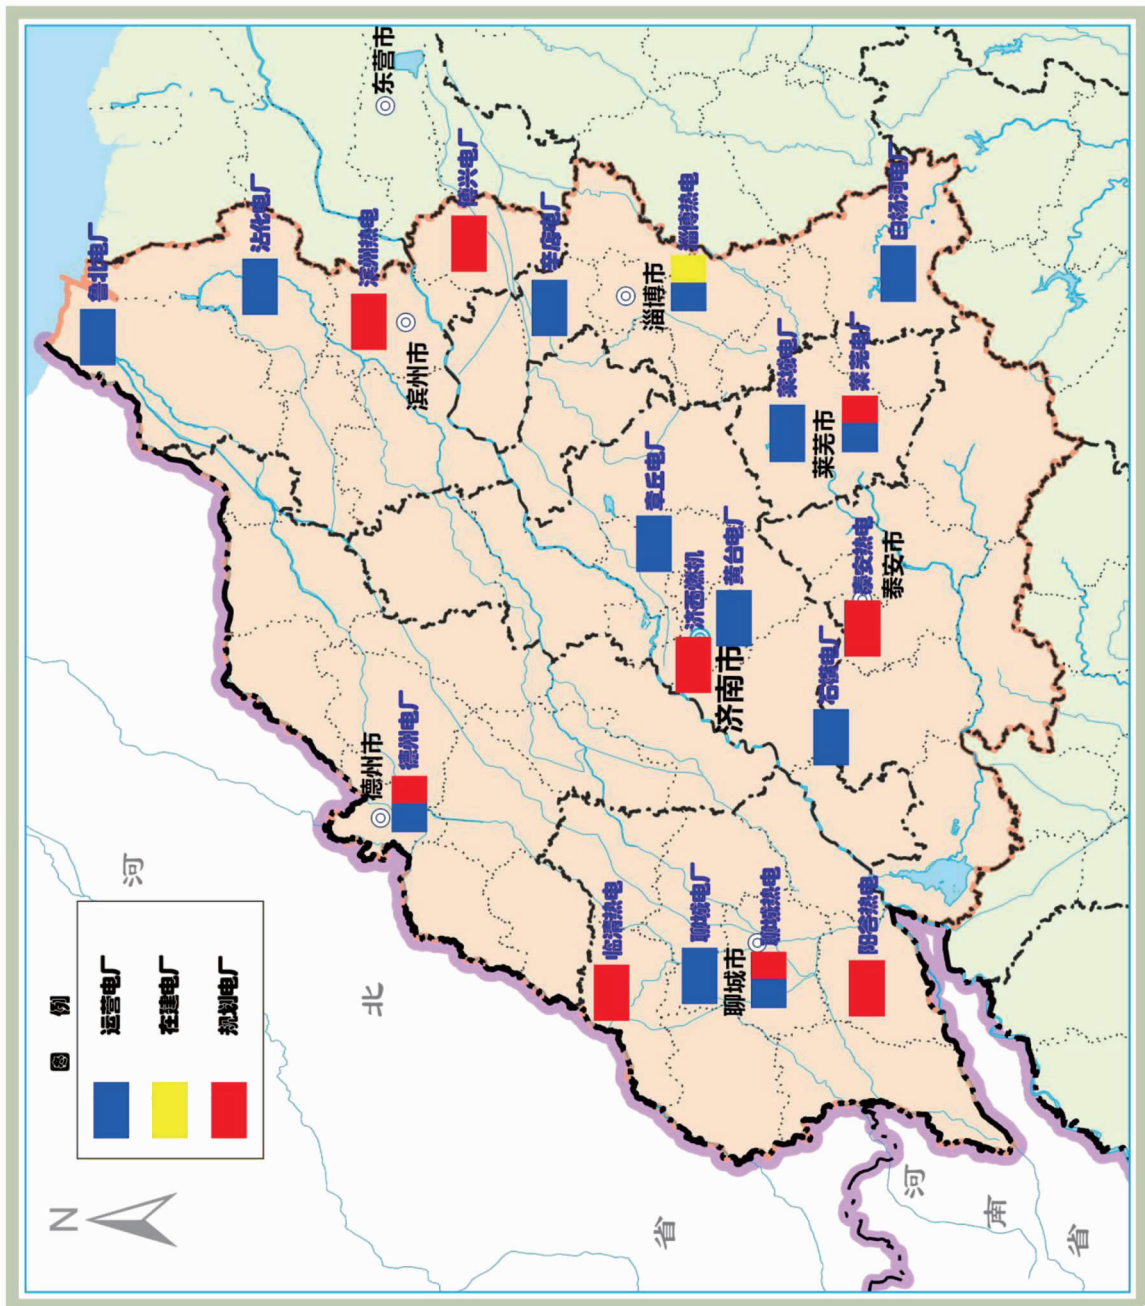 N
图 例
运营电厂
在建电厂
规划电厂
河
北
省
河
南
省
鲁北电厂
沾化电厂
滨州热电
滨州市
东营市
博兴电厂
辛店电厂
淄博市
淄博热电
白杨河电厂
莱城电厂
莱芜市
莱芜电厂
章丘电厂
济西燃机
黄台电厂
济南市
泰安热电
泰安市
石横电厂
德州市
德州电厂
临清热电
聊城电厂
聊城市
聊城热电
阳谷热电